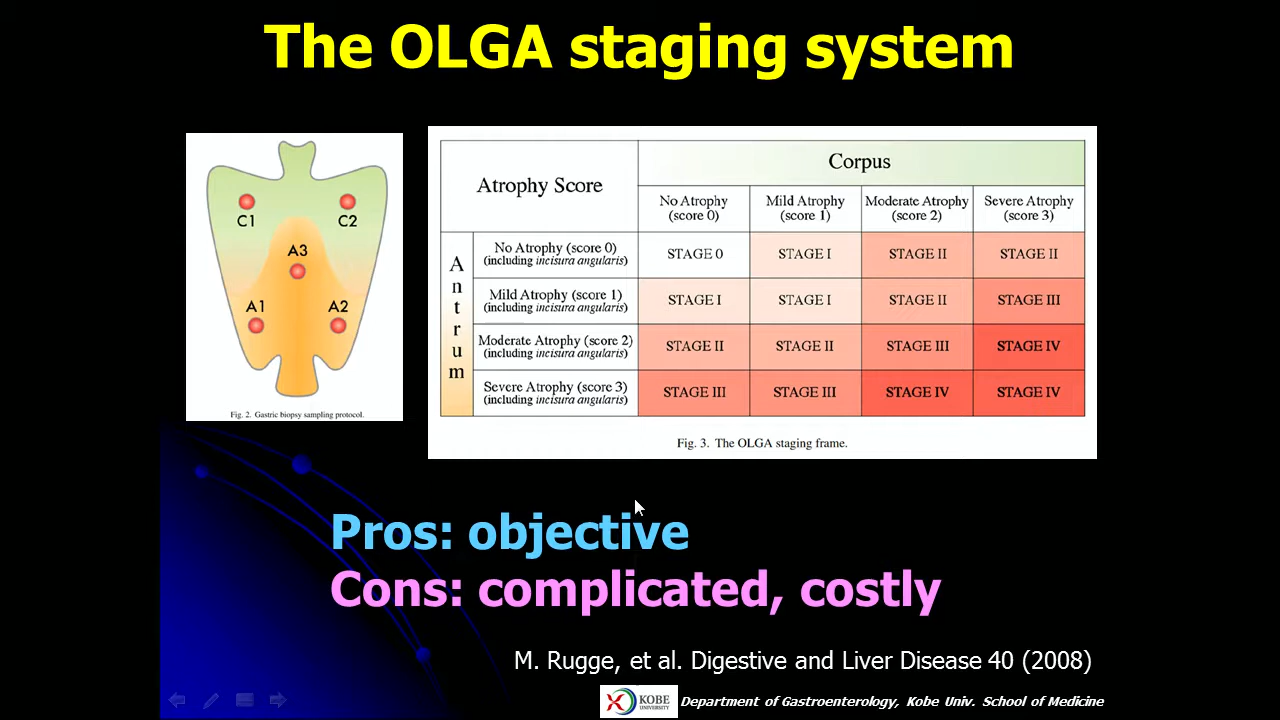 The OLGA staging system
C1
C2
A3
A1
A2
Fig. 2. Gastric biopsy sampling protocol.
Atrophy Score
Corpus
No Atrophy (score 0)
Mild Atrophy (score 1)
Moderate Atrophy (score 2)
Severe Atrophy (score 3)
Antrum
No Atrophy (score 0)
(including incisura angularis)
STAGE 0
STAGE I
STAGE II
STAGE II
Mild Atrophy (score 1)
(including incisura angularis)
STAGE I
STAGE I
STAGE II
STAGE III
Moderate Atrophy (score 2)
(including incisura angularis)
STAGE II
STAGE II
STAGE III
STAGE IV
Severe Atrophy (score 3)
(including incisura angularis)
STAGE III
STAGE III
STAGE IV
STAGE IV
Fig. 3. The OLGA staging frame.
Pros: objective
Cons: complicated, costly
M. Rugge, et al. Digestive and Liver Disease 40 (2008)
KOBE
UNIVERSITY
Department of Gastroenterology, Kobe Univ. School of Medicine